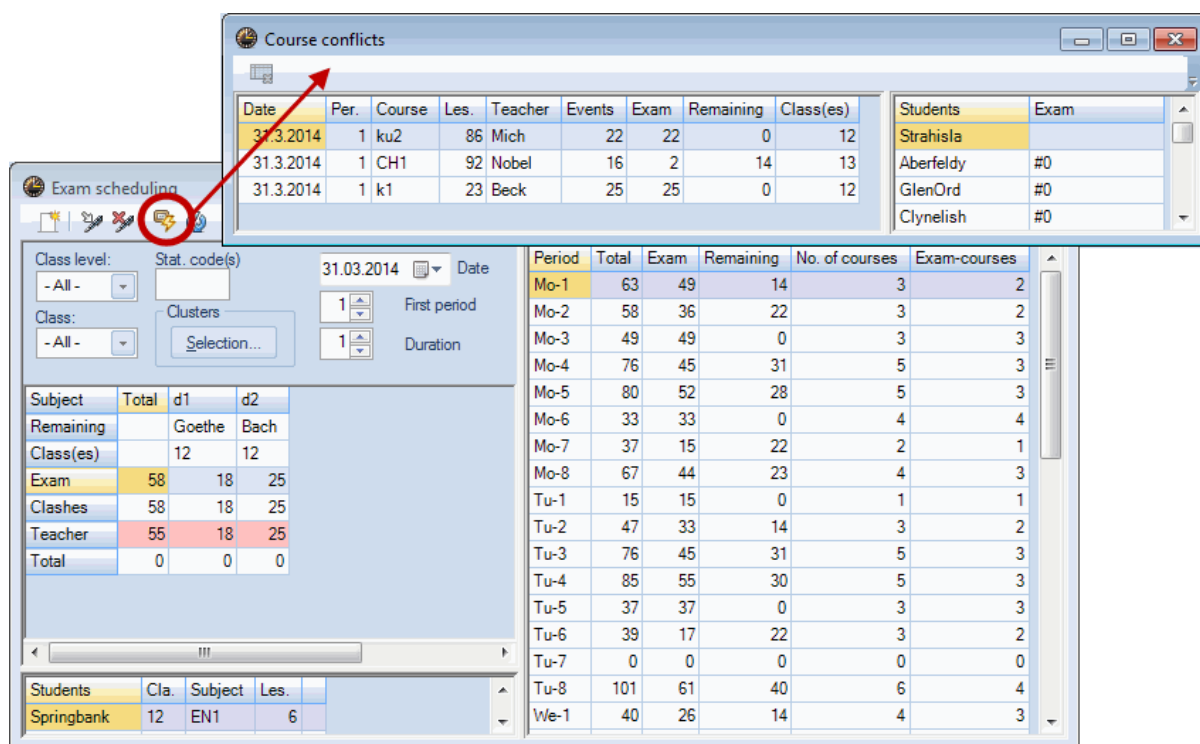 Course conflicts
Date Per. Course Les. Teacher Events Exam Remaining Class(es)
31.3.2014 1 ku2 86 Mich 22 22 0 12
31.3.2014 1 CH1 92 Nobel 16 2 14 13
31.3.2014 1 k1 23 Beck 25 25 0 12
Students Exam
Strahisla
Aberfeldy #0
GlenOrd #0
Clynelish #0
Exam scheduling
Class level: Stat. code(s)
- All -
31.03.2014 Date
Class: Clusters
- All - Selection...
1 First period
1 Duration
Subject Total d1 d2
Remaining Goethe Bach
Class(es) 12 12
Exam 58 18 25
Clashes 58 18 25
Teacher 55 18 25
Total 0 0 0
Students Cla. Subject Les.
Springbank 12 EN1 6
Period Total Exam Remaining No. of courses Exam-courses
Mo-1 63 49 14 3 2
Mo-2 58 36 22 3 2
Mo-3 49 49 0 3 3
Mo-4 76 45 31 5 3
Mo-5 80 52 28 5 3
Mo-6 33 33 0 4 4
Mo-7 37 15 22 2 1
Mo-8 67 44 23 4 3
Tu-1 15 15 0 1 1
Tu-2 47 33 14 3 2
Tu-3 76 45 31 5 3
Tu-4 85 55 30 5 3
Tu-5 37 37 0 3 3
Tu-6 39 17 22 3 2
Tu-7 0 0 0 0 0
Tu-8 101 61 40 6 4
We-1 40 26 14 4 3